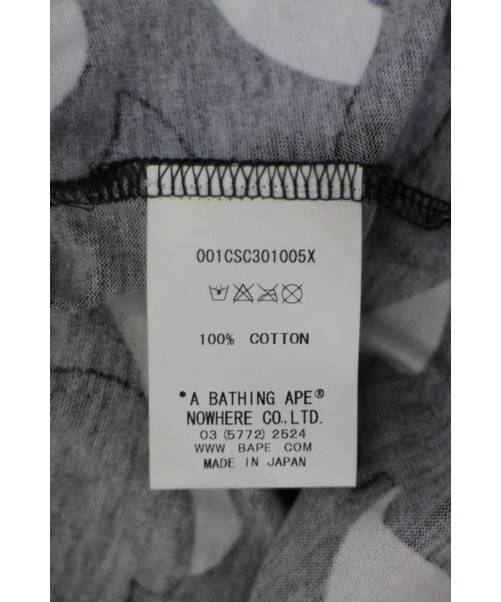 001CSC301005X
100% COTTON
*A BATHING APE®
NOWHERE CO.,LTD.
03 (5772) 2524
WWW.BAPE.COM
MADE IN JAPAN